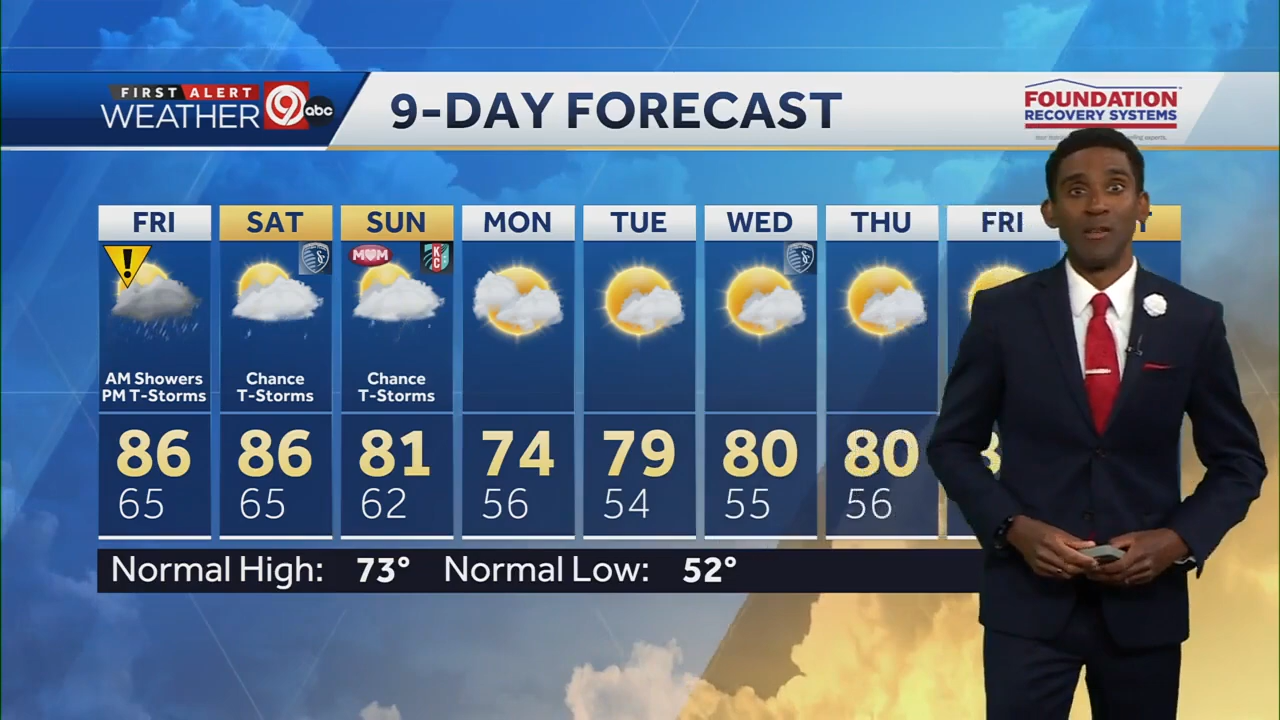 FIRST ALERT
WEATHER 9 abc
9-DAY FORECAST
FOUNDATION
RECOVERY SYSTEMS
FRI SAT SUN MON TUE WED THU FRI
!
MOM KC
AM Showers
PM T-Storms
Chance
T-Storms
Chance
T-Storms
86 86 81 74 79 80 80
65 65 62 56 54 55 56
Normal High: 73° Normal Low: 52°